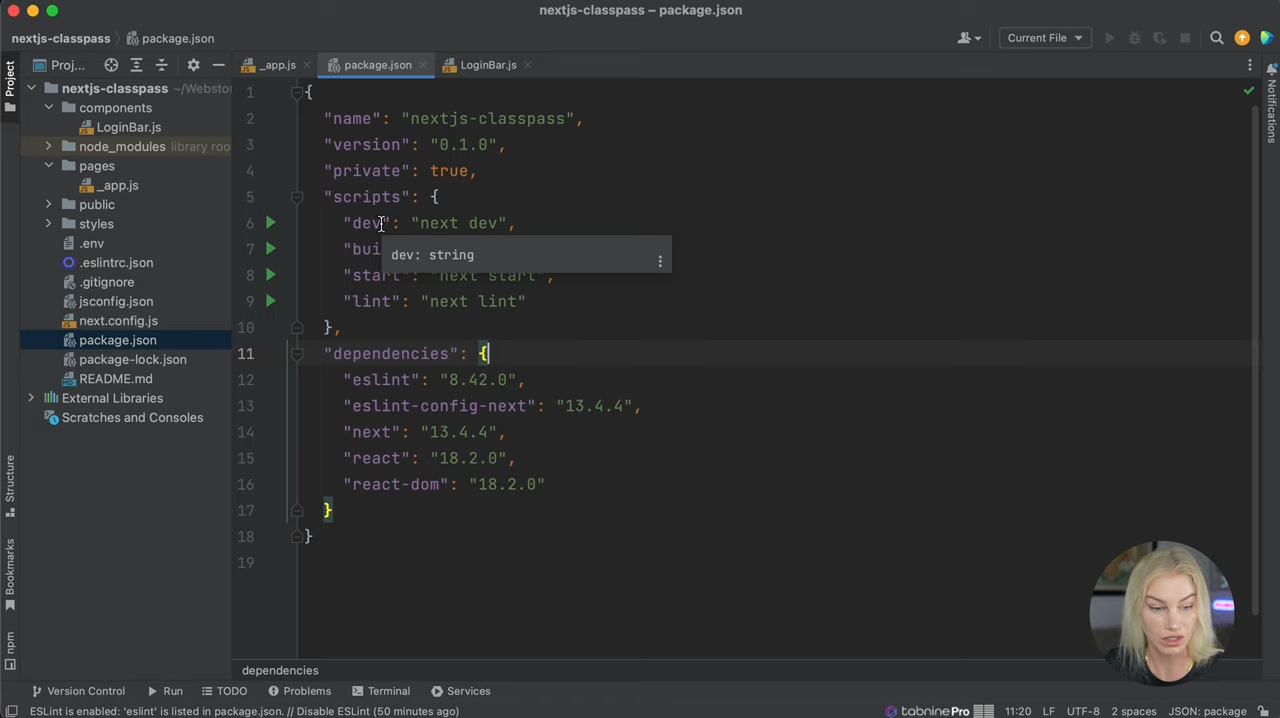 nextjs-classpass – package.json
nextjs-classpass package.json
Current File
Project
Proj...
_app.js
package.json
LoginBar.js
Notifications
nextjs-classpass ~/Websto
components
LoginBar.js
node_modules library roo
pages
_app.js
public
styles
.env
.eslintrc.json
.gitignore
jsconfig.json
next.config.js
package.json
package-lock.json
README.md
External Libraries
Scratches and Consoles
1 {
2 "name": "nextjs-classpass",
3 "version": "0.1.0",
4 "private": true,
5 "scripts": {
6 "dev": "next dev",
7 "bui
dev: string
8 "start": "next start",
9 "lint": "next lint"
10 },
11 "dependencies": {
12 "eslint": "8.42.0",
13 "eslint-config-next": "13.4.4",
14 "next": "13.4.4",
15 "react": "18.2.0",
16 "react-dom": "18.2.0"
17 }
18 }
19
Structure
Bookmarks
npm
dependencies
Version Control Run TODO Problems Terminal Services
ESLint is enabled: 'eslint' is listed in package.json. // Disable ESLint (50 minutes ago)
tabnine Pro 11:20 LF UTF-8 2 spaces JSON: package